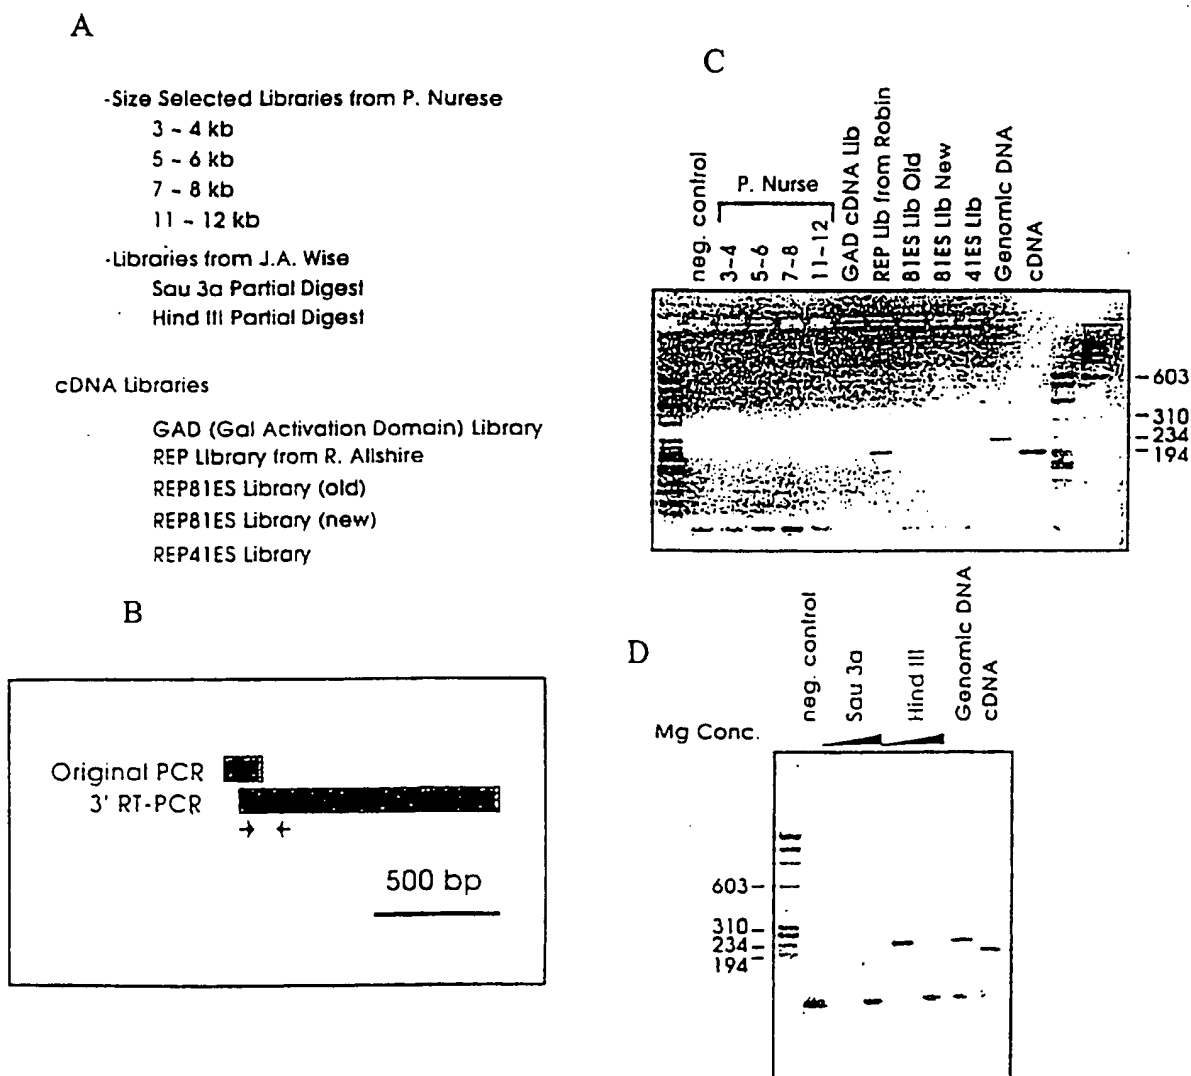 A
-Size Selected Libraries from P. Nurese
3 - 4 kb
5 - 6 kb
7 - 8 kb
11 - 12 kb
-Libraries from J.A. Wise
Sau 3a Partial Digest
Hind III Partial Digest
cDNA Libraries
GAD (Gal Activation Domain) Library
REP Library from R. Allshire
REP81ES Library (old)
REP81ES Library (new)
REP41ES Library
B
Original PCR
3' RT-PCR
500 bp
C
neg. control
P. Nurse
3-4
5-6
7-8
11-12
GAD cDNA Lib
REP Lib from Robin
81ES Lib Old
81ES Lib New
41ES Lib
Genomic DNA
cDNA
603
310
234
194
D
Mg Conc.
neg. control
Sau 3a
Hind III
Genomic DNA
cDNA
603
310
234
194